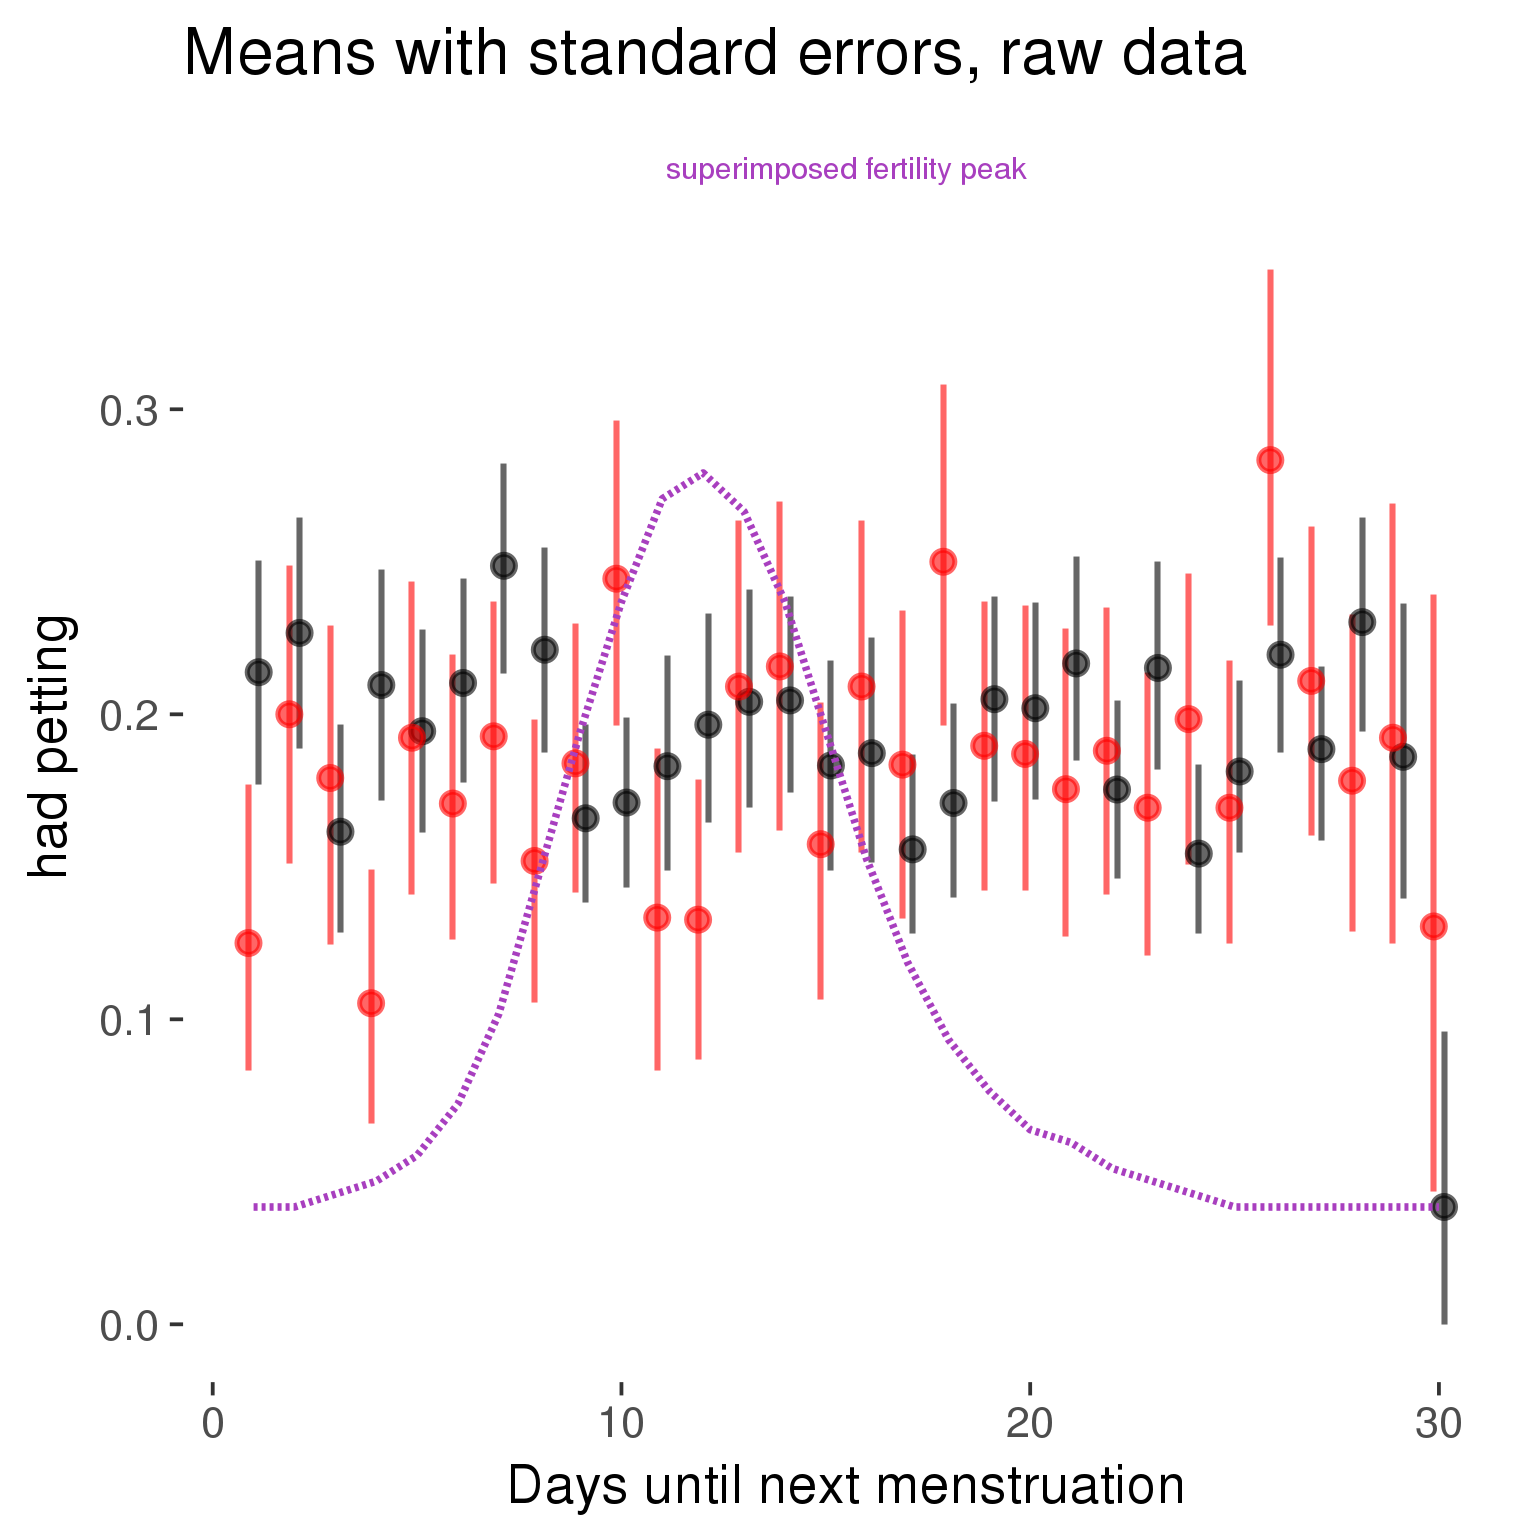 Means with standard errors, raw data
superimposed fertility peak
had petting
0.3
0.2
0.1
0.0
0
10
20
30
Days until next menstruation